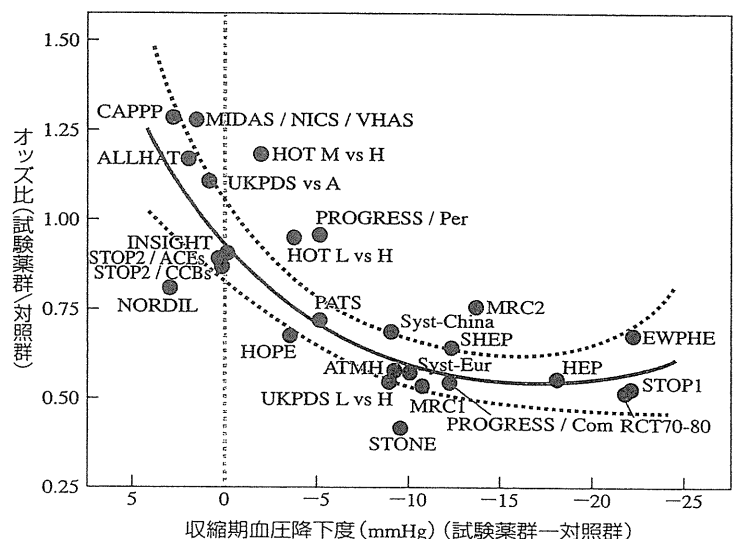 1.50
1.25
1.00
0.75
0.50
0.25
オッズ比(試験薬群/対照群)
CAPPP
MIDAS / NICS / VHAS
ALLHAT
HOT M vs H
UKPDS vs A
PROGRESS / Per
INSIGHT
HOT L vs H
STOP2 / ACEs
STOP2 / CCBs
NORDIL
PATS
MRC2
Syst-China
HOPE
SHEP
EWPHE
ATMH
Syst-Eur
HEP
UKPDS L vs H
MRC1
STOP1
PROGRESS / Com
RCT70-80
STONE
5
0
−5
−10
−15
−20
−25
収縮期血圧降下度(mmHg)(試験薬群―対照群)